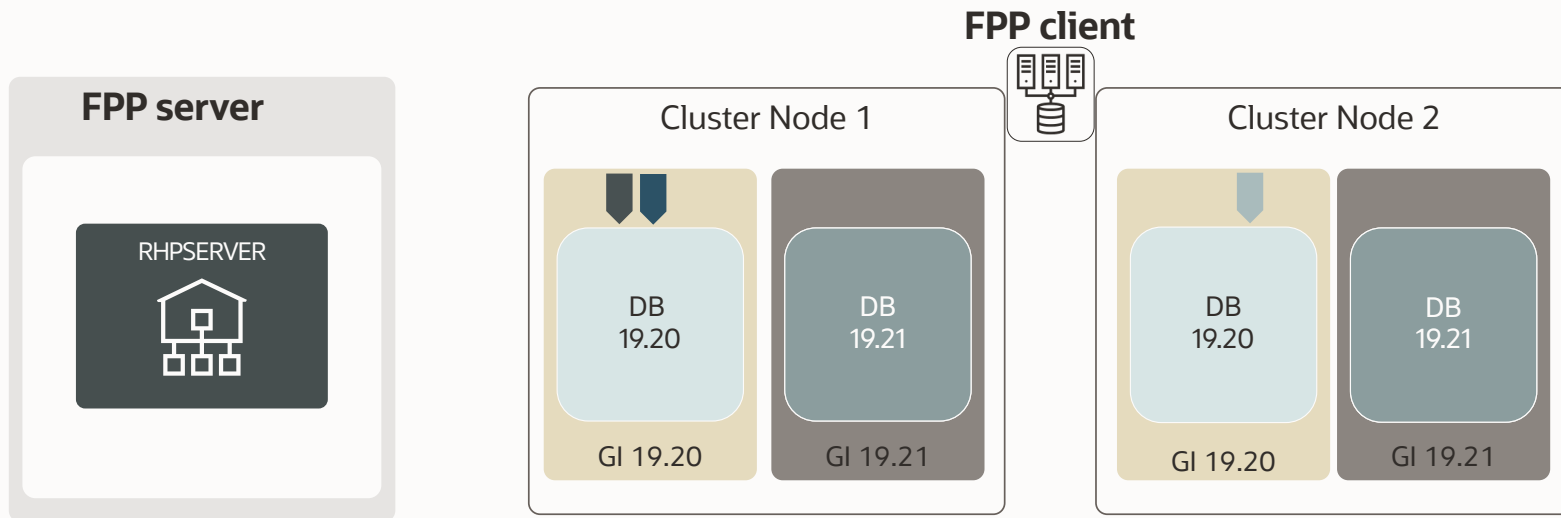 FPP client
FPP server
Cluster Node 1
Cluster Node 2
RHPSERVER
DB
19.20
DB
19.21
DB
19.20
DB
19.21
GI 19.20
GI 19.21
GI 19.20
GI 19.21